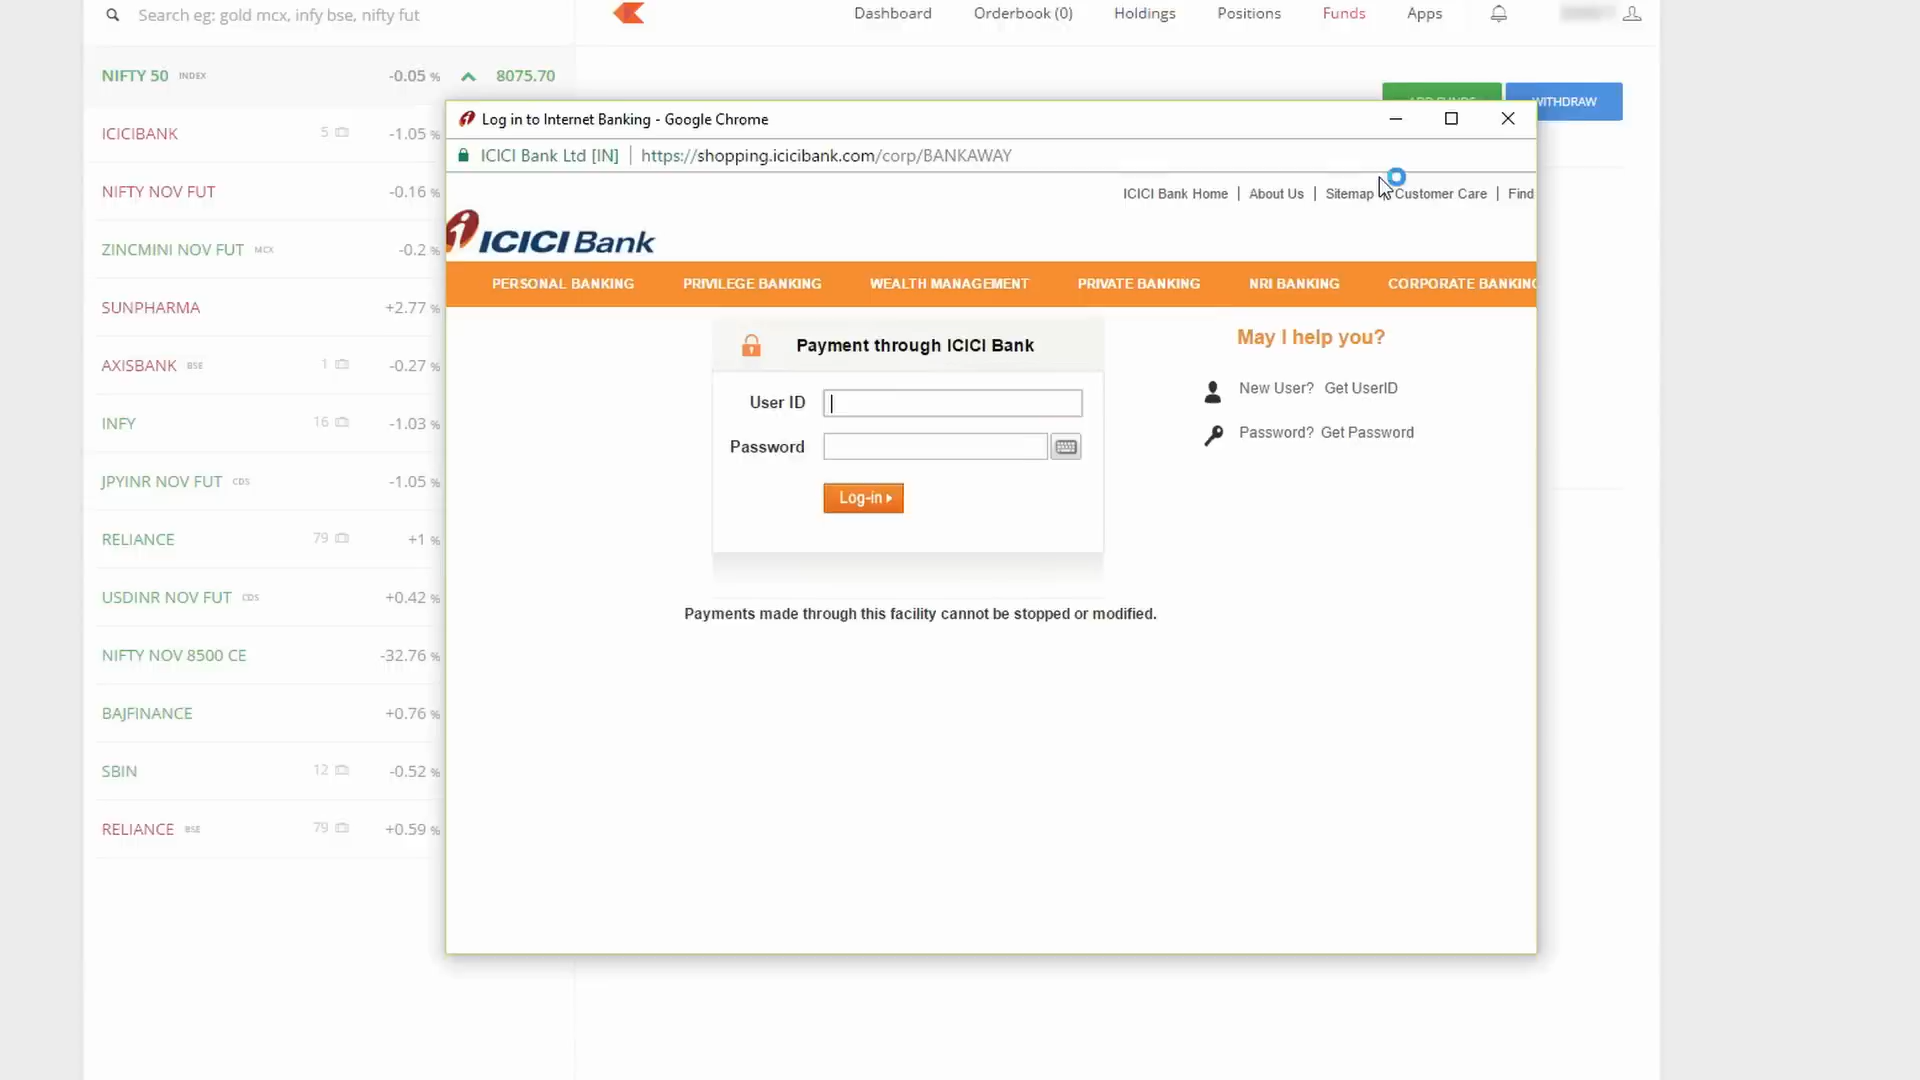 Search eg: gold mcx, infy bse, nifty fut
Dashboard Orderbook (0) Holdings Positions Funds Apps
NIFTY 50 INDEX -0.05 % 8075.70
WITHDRAW
ICICIBANK 5 -1.05 %
NIFTY NOV FUT -0.16 %
ZINCMINI NOV FUT MCX -0.2 %
SUNPHARMA +2.77 %
AXISBANK BSE 1 -0.27 %
INFY 16 -1.03 %
JPYINR NOV FUT CDS -1.05 %
RELIANCE 79 +1 %
USDINR NOV FUT CDS +0.42 %
NIFTY NOV 8500 CE -32.76 %
BAJFINANCE +0.76 %
SBIN 12 -0.52 %
RELIANCE BSE 79 +0.59 %
Log in to Internet Banking - Google Chrome
ICICI Bank Ltd [IN] | https://shopping.icicibank.com/corp/BANKAWAY
ICICI Bank Home | About Us | Sitemap Customer Care | Find
ICICI Bank
PERSONAL BANKING PRIVILEGE BANKING WEALTH MANAGEMENT PRIVATE BANKING NRI BANKING CORPORATE BANKING
Payment through ICICI Bank
User ID
Password
Log-in
May I help you?
New User? Get UserID
Password? Get Password
Payments made through this facility cannot be stopped or modified.